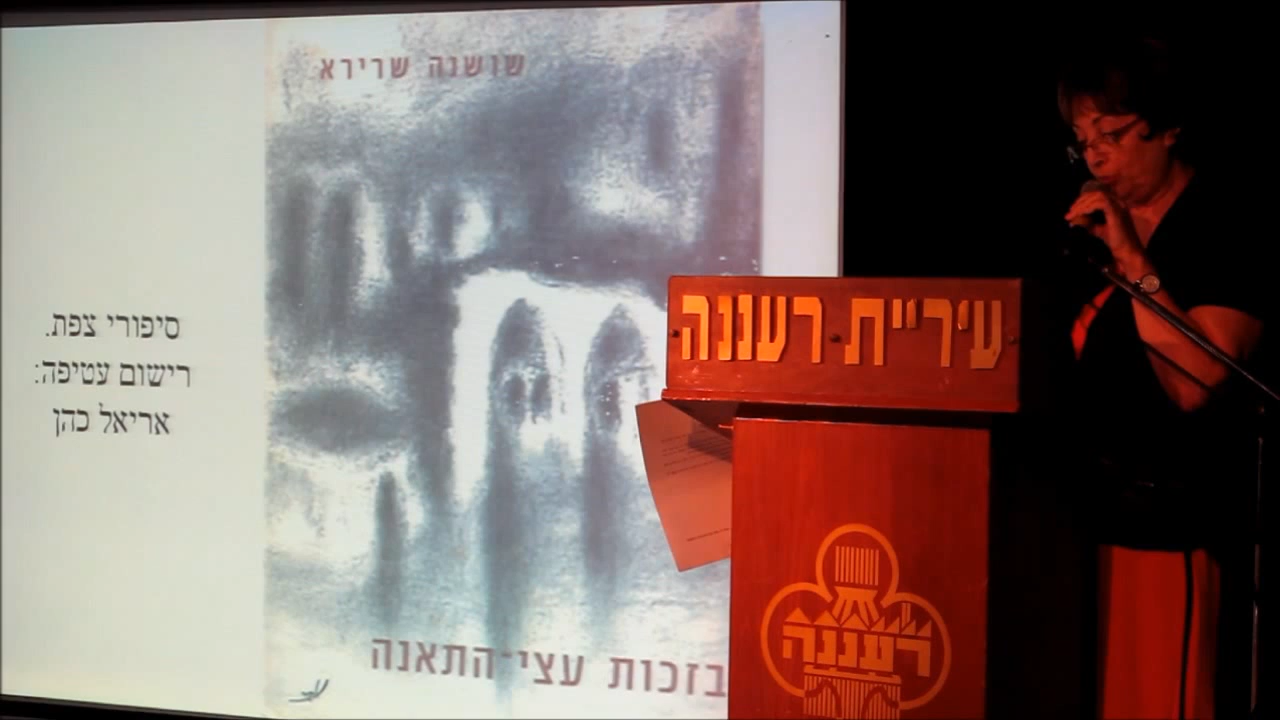 שושנה שרירא
בזכות עצי־התאנה
סיפורי צפת.
רישום עטיפה:
אריאל כהן
עיריית רעננה
רעננה